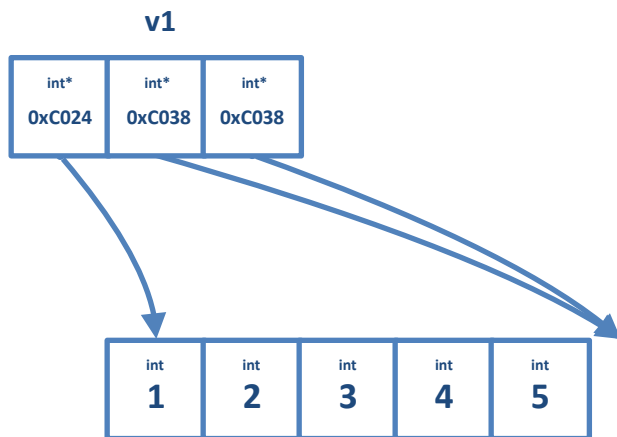 v1
int* int* int*
0xC024 0xC038 0xC038
int int int int int
1 2 3 4 5